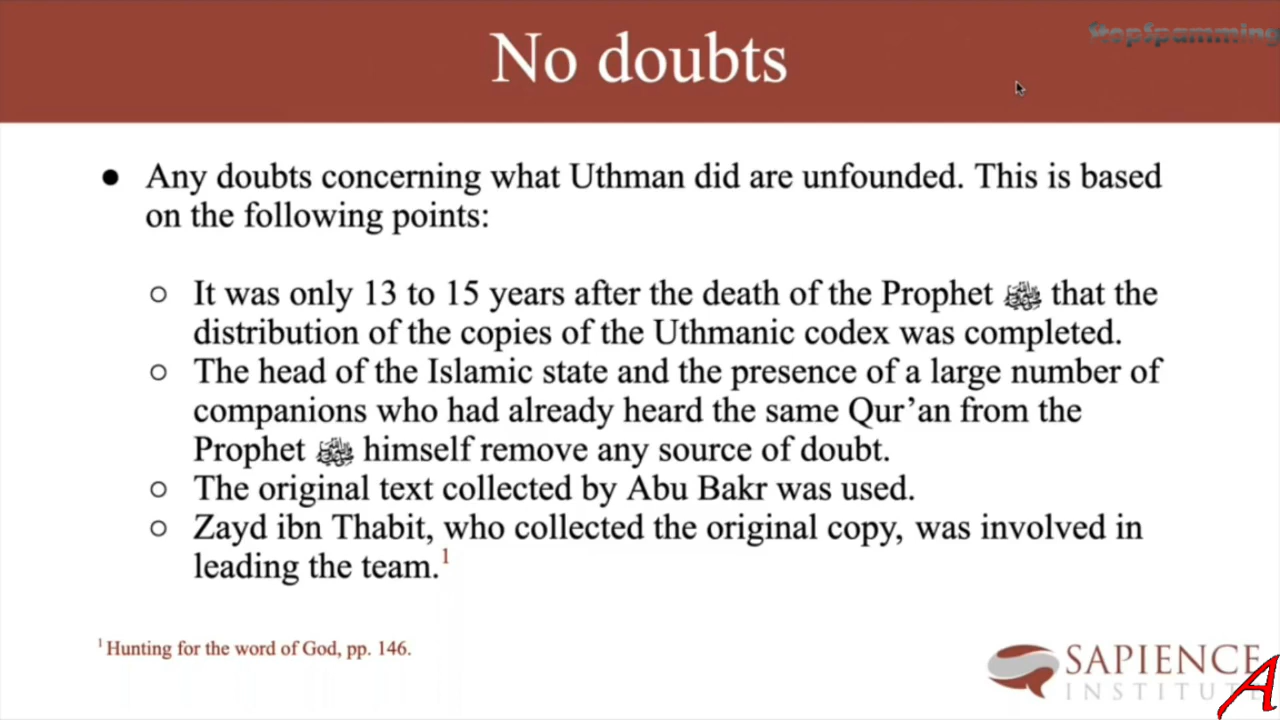 StopSpamming
No doubts
● Any doubts concerning what Uthman did are unfounded. This is based
on the following points:
○ It was only 13 to 15 years after the death of the Prophet ﷺ that the
distribution of the copies of the Uthmanic codex was completed.
○ The head of the Islamic state and the presence of a large number of
companions who had already heard the same Qur’an from the
Prophet ﷺ himself remove any source of doubt.
○ The original text collected by Abu Bakr was used.
○ Zayd ibn Thabit, who collected the original copy, was involved in
leading the team.¹
¹ Hunting for the word of God, pp. 146.
SAPIENCE
INSTITUTE
A